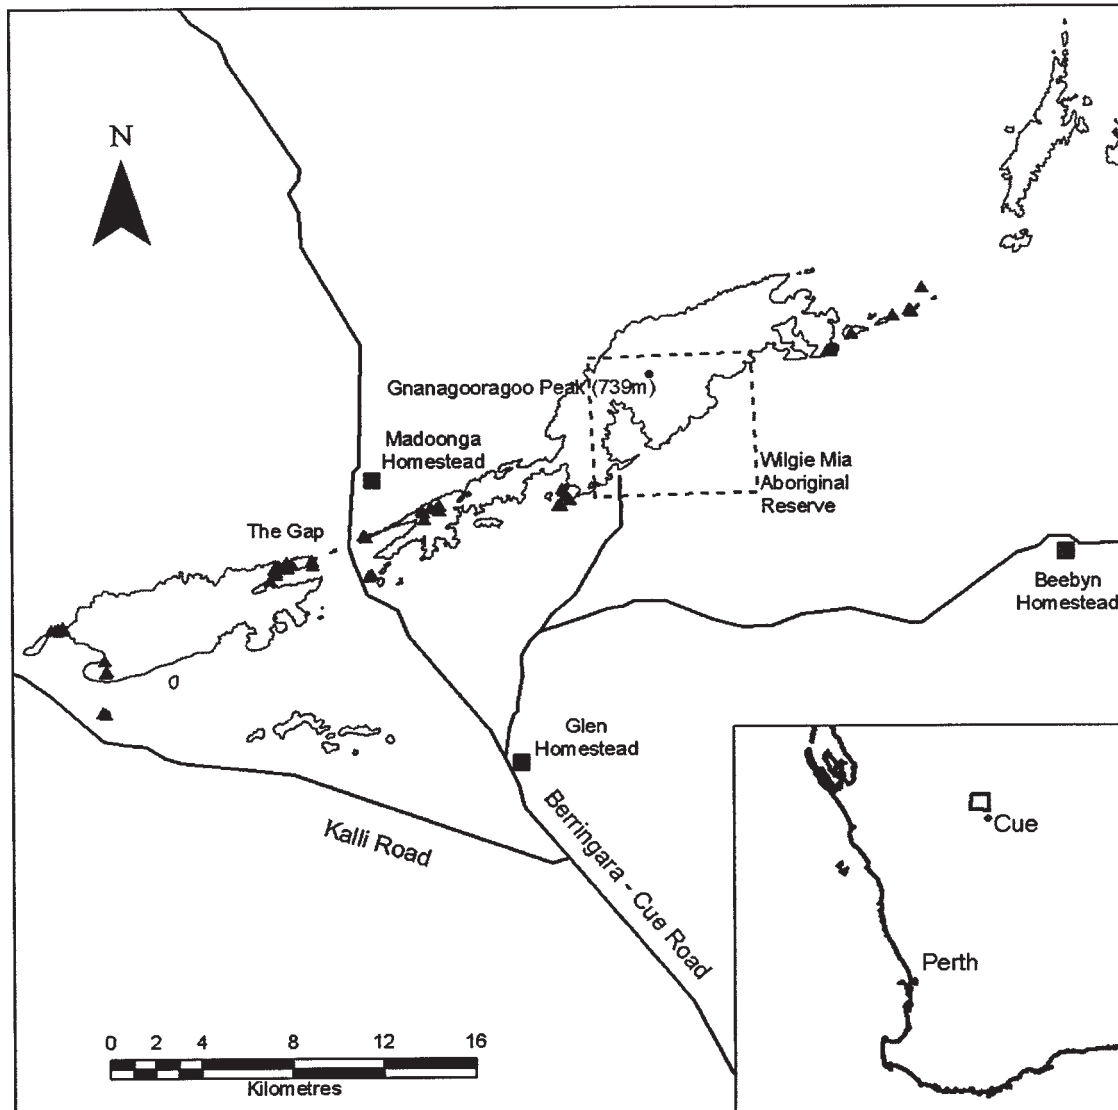 N
Gnanagooragoo Peak (739m)
Madoonga
Homestead
Wilgie Mia
Aboriginal
Reserve
The Gap
Beebyn
Homestead
Glen
Homestead
Kalli Road
Berringara - Cue Road
Cue
Perth
0 2 4 8 12 16
Kilometres